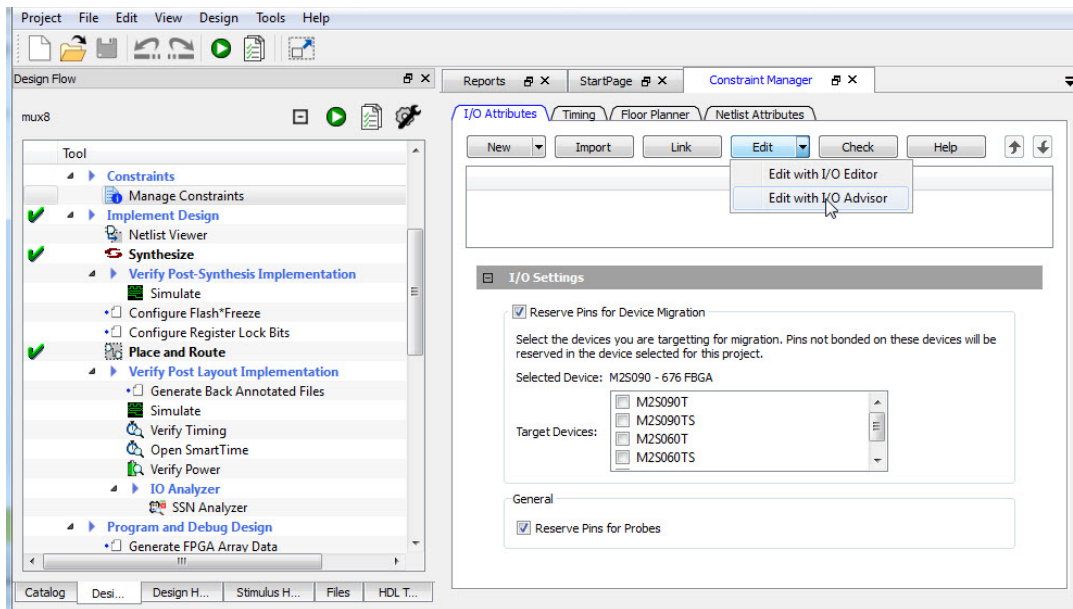 Project File Edit View Design Tools Help
Design Flow
mux8
Tool
Constraints
Manage Constraints
Implement Design
Netlist Viewer
Synthesize
Verify Post-Synthesis Implementation
Simulate
Configure Flash*Freeze
Configure Register Lock Bits
Place and Route
Verify Post Layout Implementation
Generate Back Annotated Files
Simulate
Verify Timing
Open SmartTime
Verify Power
IO Analyzer
SSN Analyzer
Program and Debug Design
Generate FPGA Array Data
Catalog Desi... Design H... Stimulus H... Files HDL T...
Reports StartPage Constraint Manager
I/O Attributes Timing Floor Planner Netlist Attributes
New Import Link Edit Check Help
Edit with I/O Editor
Edit with I/O Advisor
I/O Settings
Reserve Pins for Device Migration
Select the devices you are targetting for migration. Pins not bonded on these devices will be
reserved in the device selected for this project.
Selected Device: M2S090 - 676 FBGA
Target Devices:
M2S090T
M2S090TS
M2S060T
M2S060TS
General
Reserve Pins for Probes